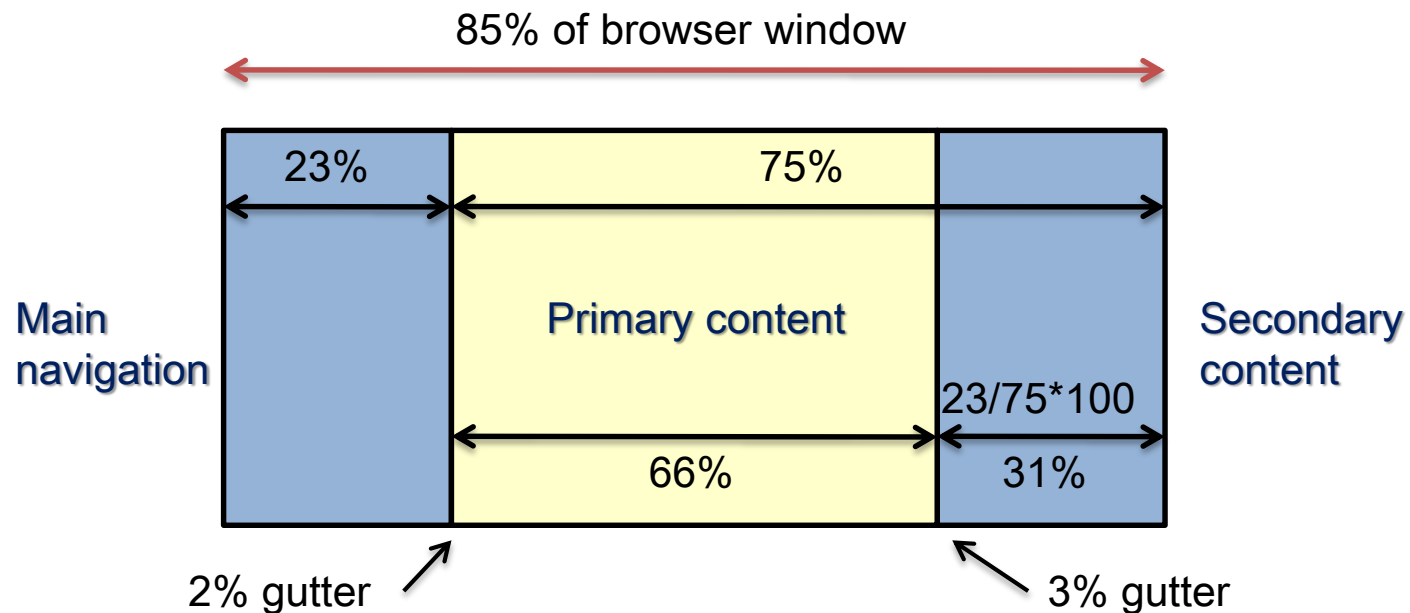 85% of browser window
23%
75%
Main
navigation
Primary content
Secondary
content
23/75*100
66%
31%
2% gutter
3% gutter